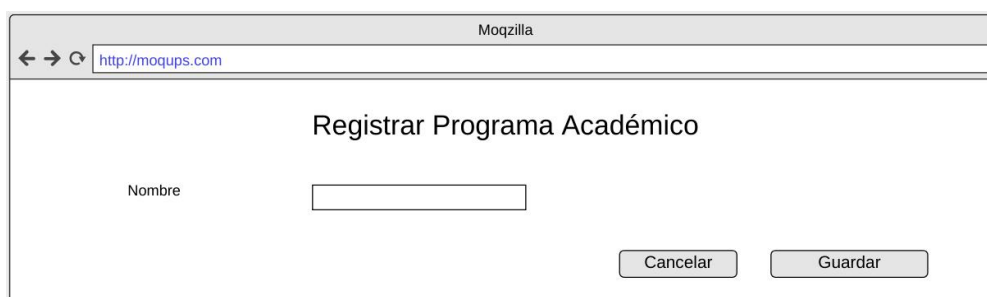 Moqzilla
http://moqups.com
Registrar Programa Académico
Nombre
Cancelar Guardar